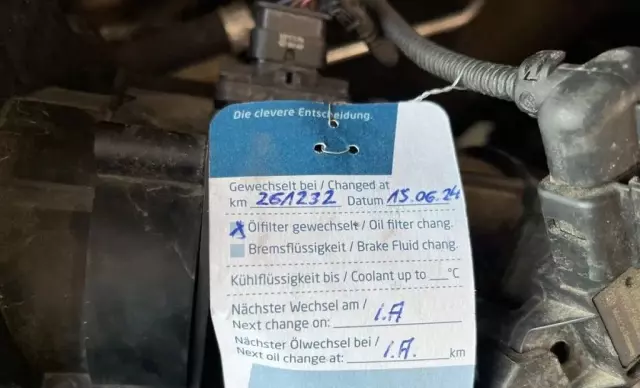 Die clevere Entscheidung.
Gewechselt bei / Changed at
km 261232 Datum 15.06.24
Ölfilter gewechselt / Oil filter chang.
Bremsflüssigkeit / Brake Fluid chang.
Kühlflüssigkeit bis / Coolant up to ___°C
Nächster Wechsel am /
Next change on: i.A
Nächster Ölwechsel bei /
Next oil change at: i.A. km